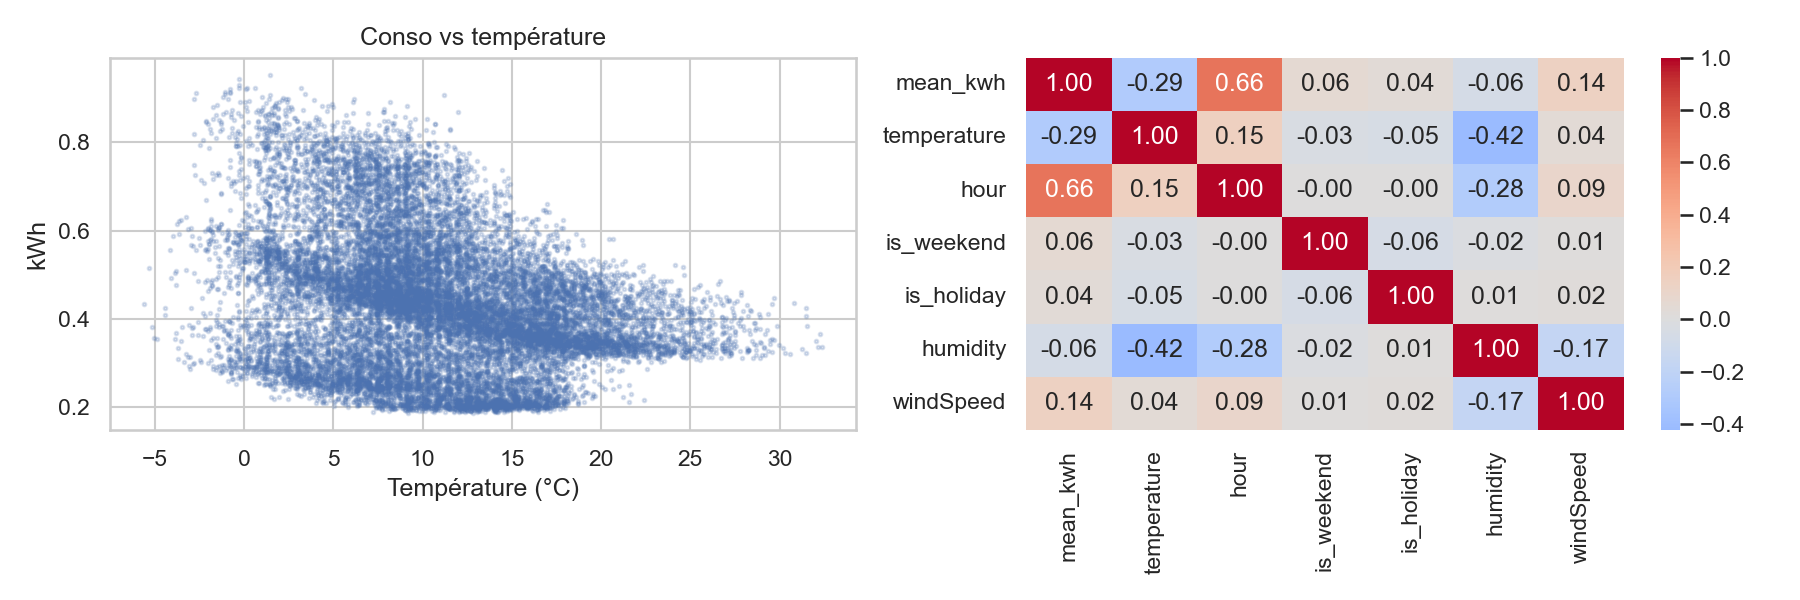 Conso vs température
kWh
0.8
0.6
0.4
0.2
−5 0 5 10 15 20 25 30
Température (°C)
mean_kwh 1.00 -0.29 0.66 0.06 0.04 -0.06 0.14
temperature -0.29 1.00 0.15 -0.03 -0.05 -0.42 0.04
hour 0.66 0.15 1.00 -0.00 -0.00 -0.28 0.09
is_weekend 0.06 -0.03 -0.00 1.00 -0.06 -0.02 0.01
is_holiday 0.04 -0.05 -0.00 -0.06 1.00 0.01 0.02
humidity -0.06 -0.42 -0.28 -0.02 0.01 1.00 -0.17
windSpeed 0.14 0.04 0.09 0.01 0.02 -0.17 1.00
mean_kwh temperature hour is_weekend is_holiday humidity windSpeed
1.0
0.8
0.6
0.4
0.2
0.0
−0.2
−0.4